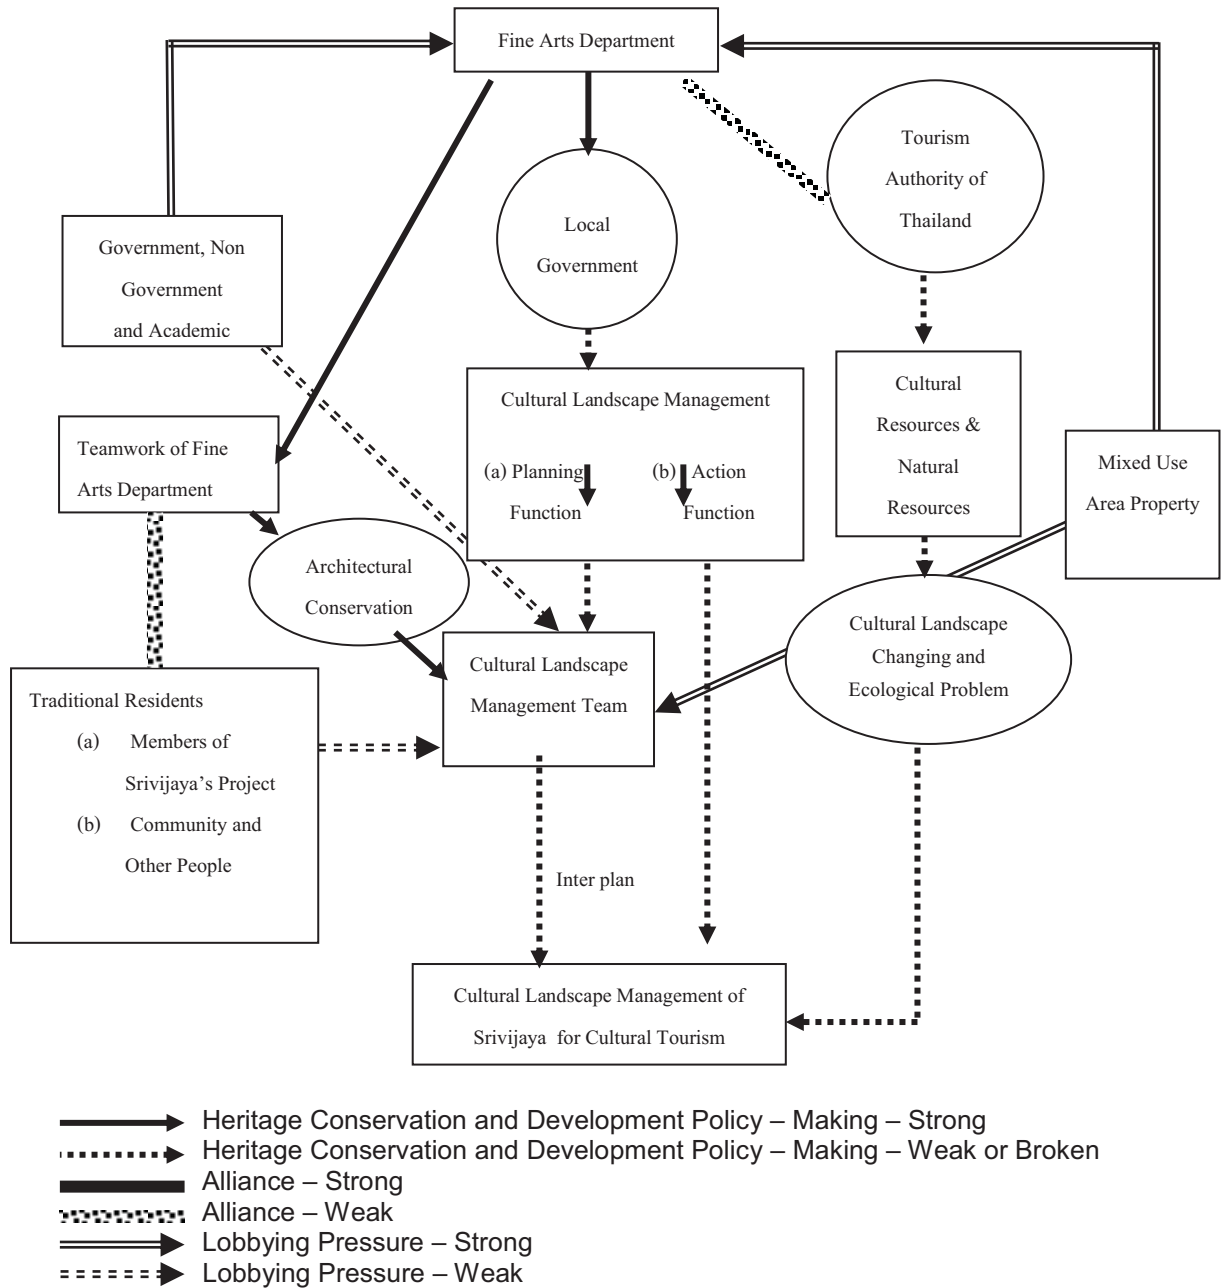 Fine Arts Department
Tourism
Authority of
Thailand
Local
Government
Government, Non
Government
and Academic
Cultural Landscape Management
(a) Planning
Function
(b) Action
Function
Cultural
Resources &
Natural
Resources
Mixed Use
Area Property
Teamwork of Fine
Arts Department
Architectural
Conservation
Cultural Landscape
Changing and
Ecological Problem
Cultural Landscape
Management Team
Traditional Residents
(a) Members of
Srivijaya’s Project
(b) Community and
Other People
Inter plan
Cultural Landscape Management of
Srivijaya for Cultural Tourism
Heritage Conservation and Development Policy – Making – Strong
Heritage Conservation and Development Policy – Making – Weak or Broken
Alliance – Strong
Alliance – Weak
Lobbying Pressure – Strong
Lobbying Pressure – Weak